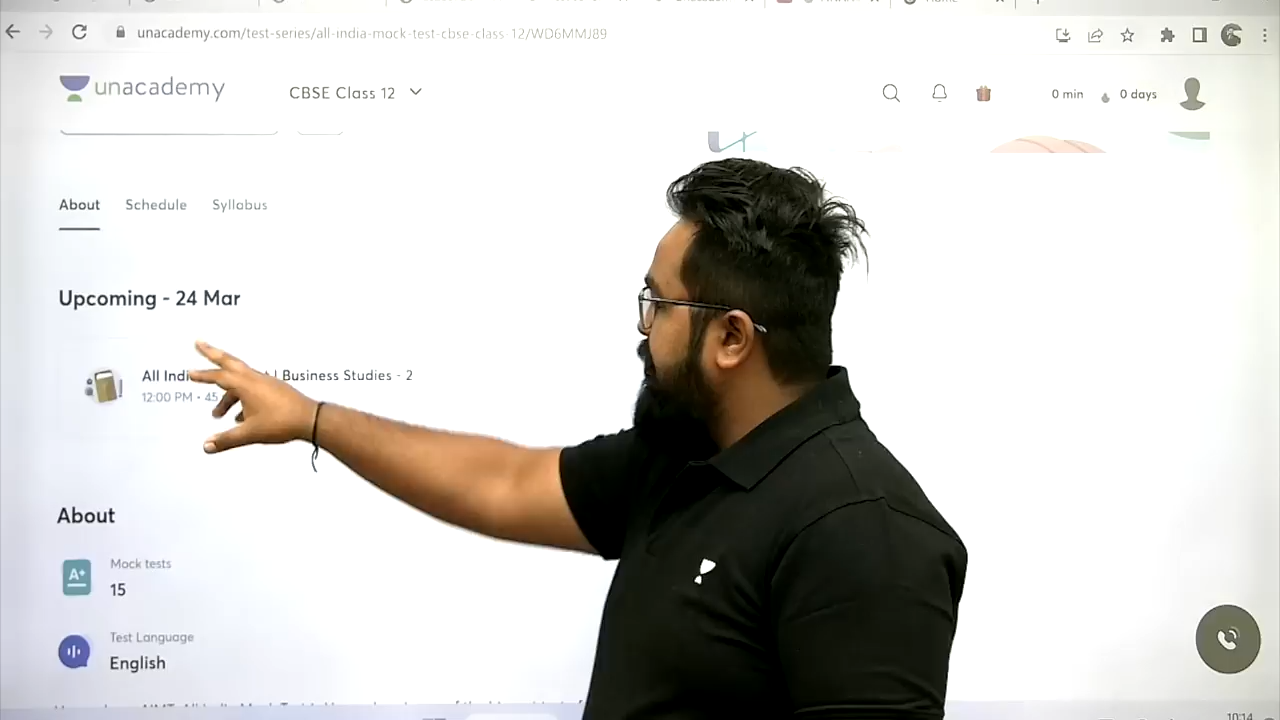 unacademy.com/test-series/all-india-mock-test-cbse-class-12/WD6MMJ89
unacademy
CBSE Class 12
0 min
0 days
About
Schedule
Syllabus
Upcoming - 24 Mar
All Indi
Business Studies - 2
12:00 PM • 45
About
Mock tests
15
A+
Test Language
English
10:14